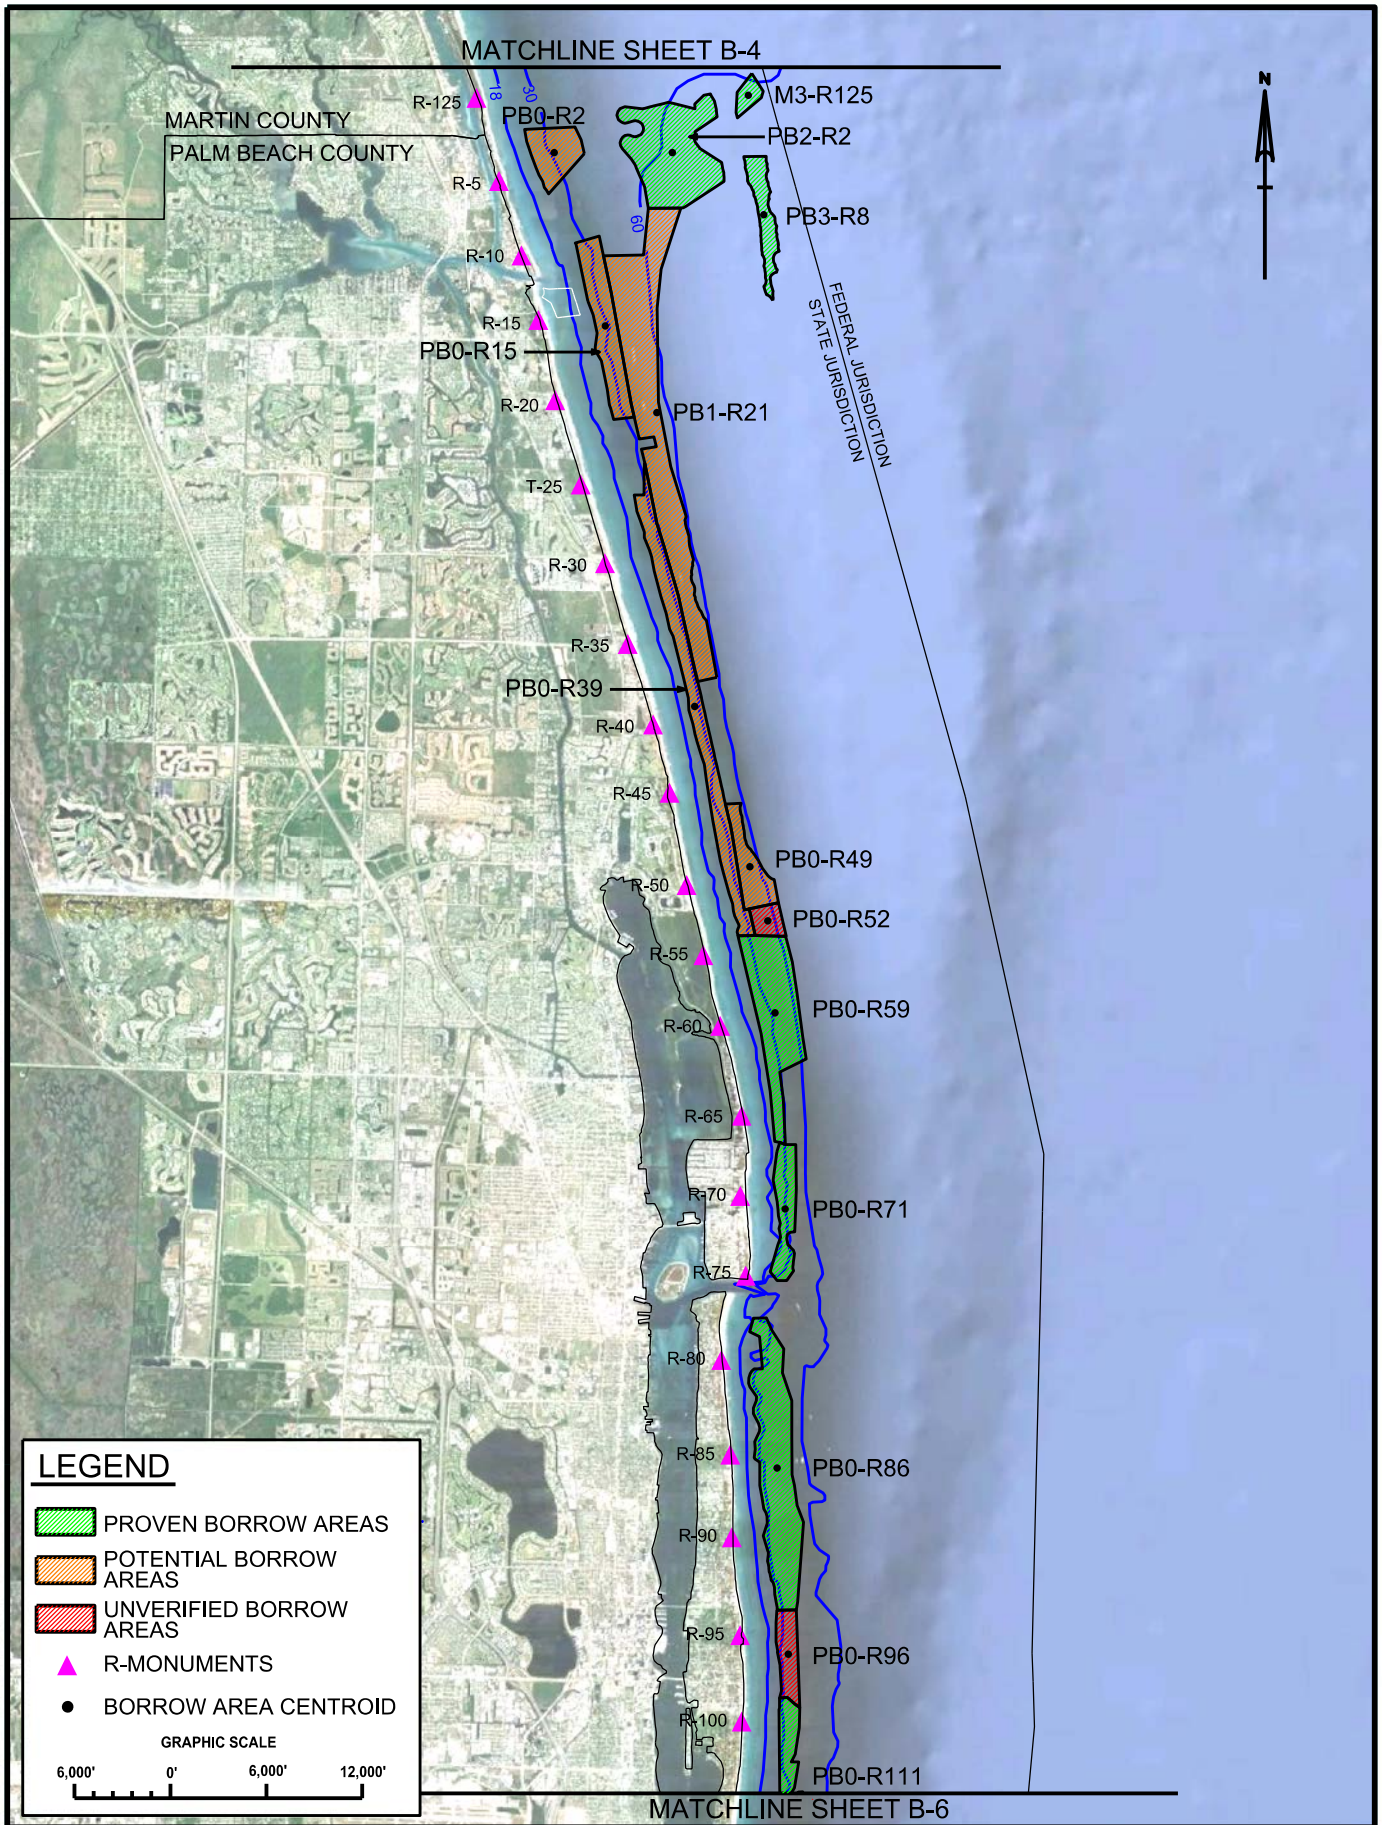 MATCHLINE SHEET B-4
N
18
30
R-125
M3-R125
PB0-R2
MARTIN COUNTY
PB2-R2
PALM BEACH COUNTY
R-5
60
PB3-R8
R-10
FEDERAL JURISDICTION
STATE JURISDICTION
R-15
PB0-R15
R-20
PB1-R21
T-25
R-30
R-35
PB0-R39
R-40
R-45
PB0-R49
R-50
PB0-R52
R-55
PB0-R59
R-60
R-65
R-70
PB0-R71
R-75
R-80
R-85
PB0-R86
R-90
R-95
PB0-R96
R-100
PB0-R111
MATCHLINE SHEET B-6
LEGEND
PROVEN BORROW AREAS
POTENTIAL BORROW
AREAS
UNVERIFIED BORROW
AREAS
R-MONUMENTS
BORROW AREA CENTROID
GRAPHIC SCALE
6,000' 0' 6,000' 12,000'